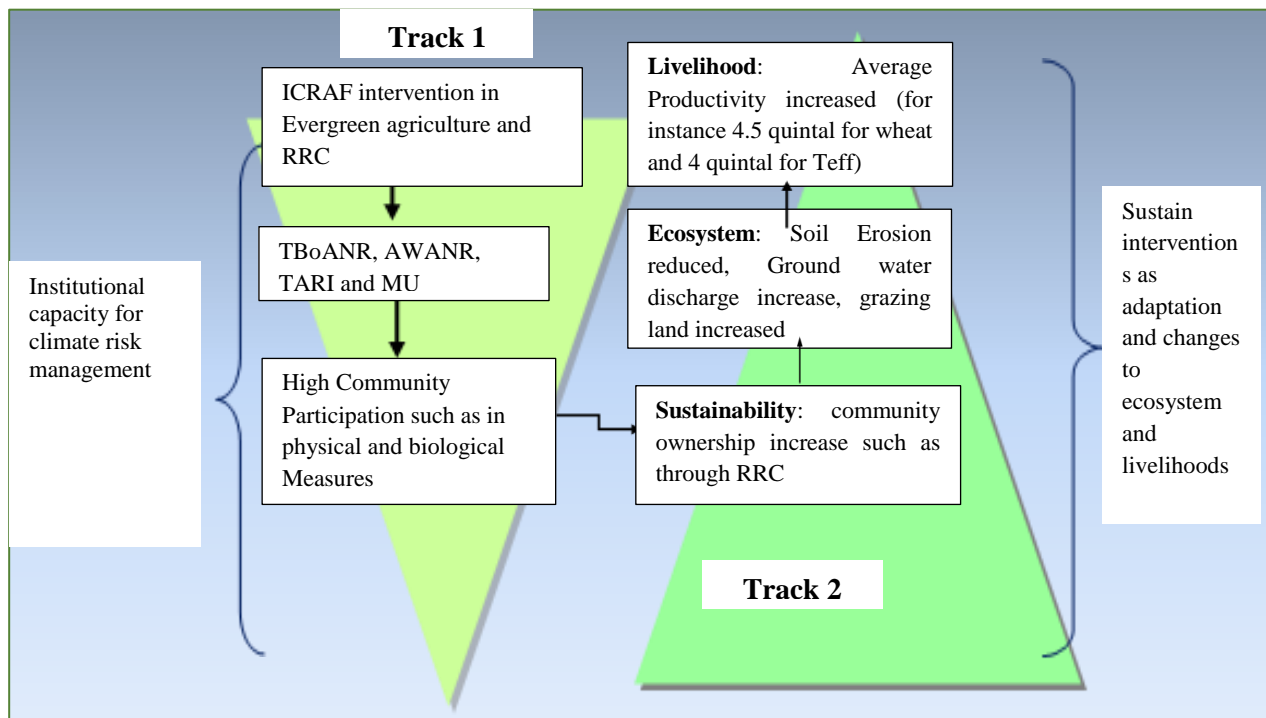 Track 1
ICRAF intervention in
Evergreen agriculture and
RRC
TBoANR, AWANR,
TARI and MU
High Community
Participation such as in
physical and biological
Measures
Institutional
capacity for
climate risk
management
Livelihood: Average
Productivity increased (for
instance 4.5 quintal for wheat
and 4 quintal for Teff)
Ecosystem: Soil Erosion
reduced, Ground water
discharge increase, grazing
land increased
Sustainability: community
ownership increase such as
through RRC
Track 2
Sustain
intervention
s as
adaptation
and changes
to
ecosystem
and
livelihoods